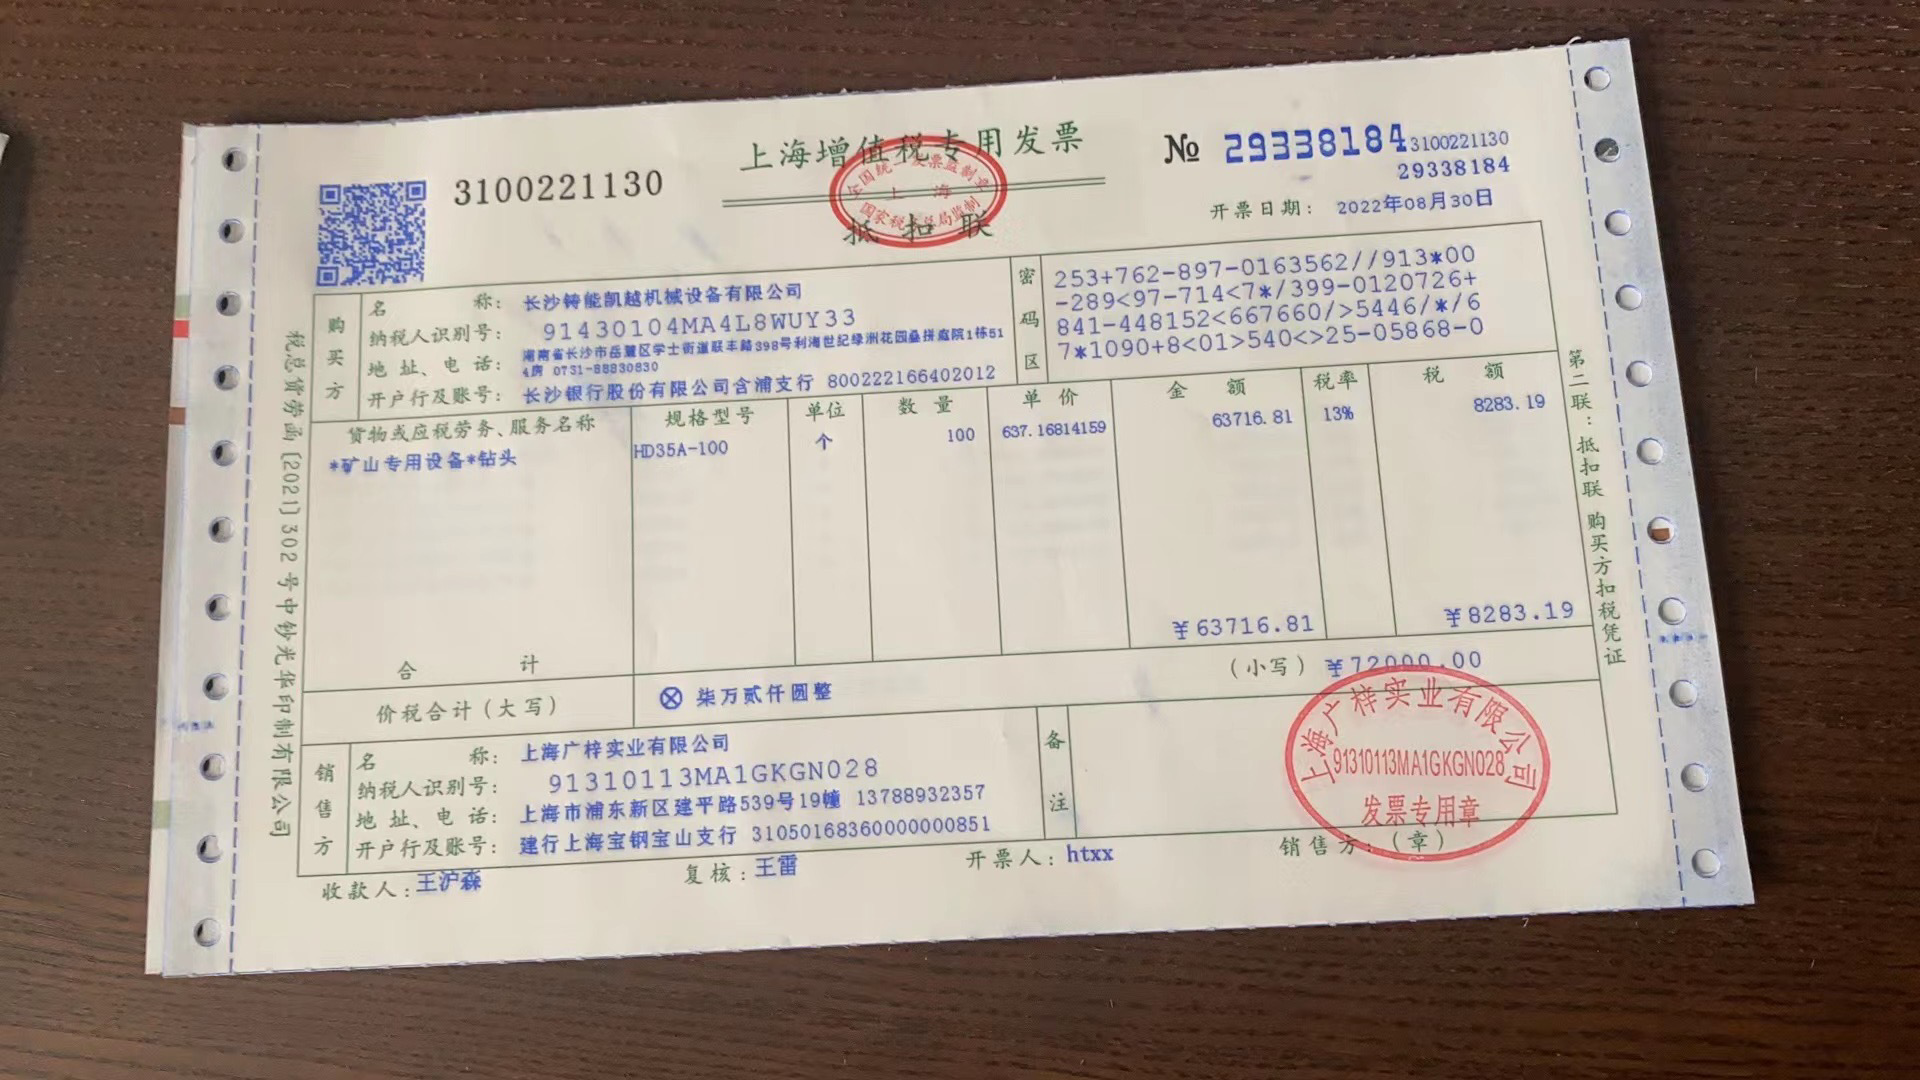 上海增值税专用发票
抵扣联
3100221130
№ 29338184
3100221130
29338184
开票日期： 2022年08月30日
全国统一发票监制章
上海
国家税务总局监制
税总货劳函〔2021〕302号中钞光华印制有限公司
购买方
名 称： 长沙铸能凯越机械设备有限公司
纳税人识别号： 91430104MA4L8WUY33
地址、电话： 湖南省长沙市岳麓区学士街道联丰路398号利海世纪绿洲花园叠拼庭院1栋51
4房 0731-88830830
开户行及账号： 长沙银行股份有限公司含浦支行 800222166402012
密码区
253+762-897-0163562//913*00
-289<97-714<7*/399-0120726+
841-448152<667660/>5446/*/6
7*1090+8<01>540<>25-05868-0
货物或应税劳务、服务名称 规格型号 单位 数量 单价 金额 税率 税额
*矿山专用设备*钻头 HD35A-100 个 100 637.16814159 63716.81 13% 8283.19
合计 ¥63716.81 ¥8283.19
价税合计（大写） ⊗ 柒万贰仟圆整 （小写） ¥72000.00
销售方
名 称： 上海广梓实业有限公司
纳税人识别号： 91310113MA1GKGN028
地址、电话： 上海市浦东新区建平路539号19幢 13788932357
开户行及账号： 建行上海宝钢宝山支行 31050168360000000851
备注
上海广梓实业有限公司
91310113MA1GKGN028
发票专用章
收款人：王沪森 复核：王雷 开票人：htxx 销售方：（章）
第二联：抵扣联 购买方扣税凭证